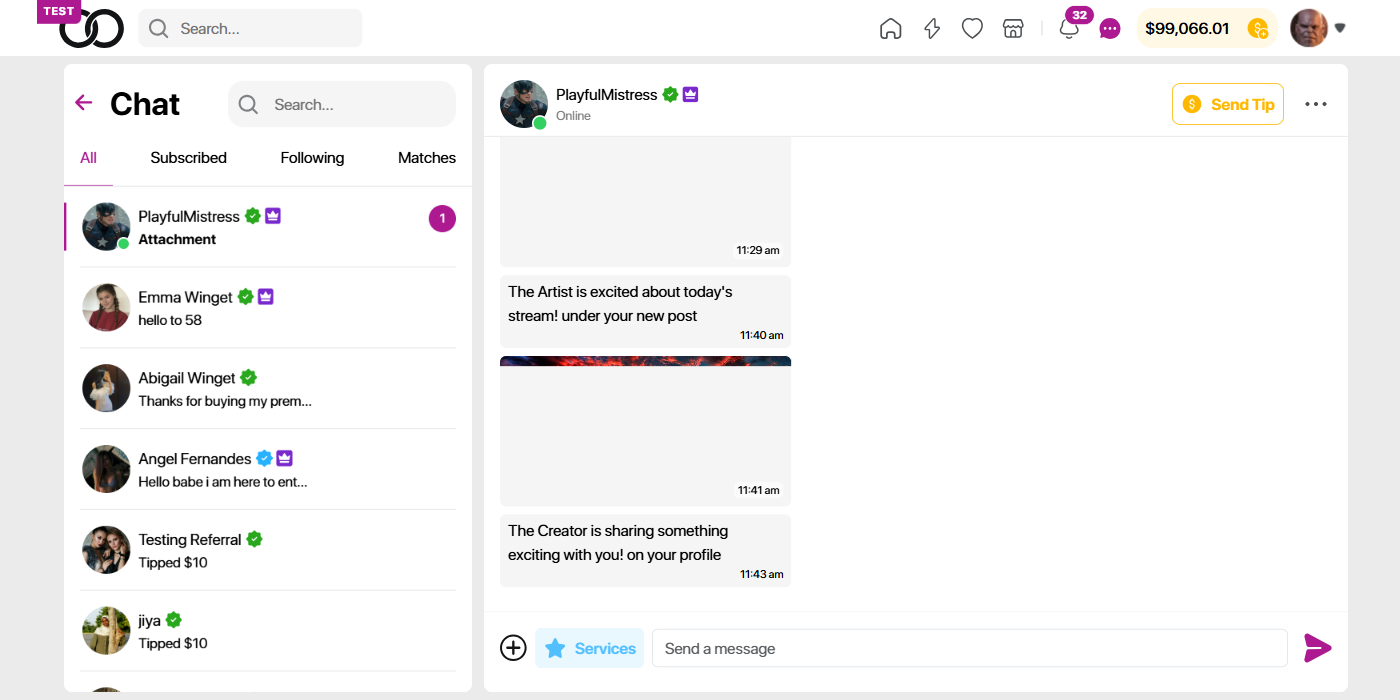 TEST
Search...
32
$99,066.01
Chat
Search...
All
Subscribed
Following
Matches
PlayfulMistress
Attachment
1
Emma Winget
hello to 58
Abigail Winget
Thanks for buying my prem...
Angel Fernandes
Hello babe i am here to ent...
Testing Referral
Tipped $10
jiya
Tipped $10
PlayfulMistress
Online
Send Tip
11:29 am
The Artist is excited about today's
stream! under your new post
11:40 am
11:41 am
The Creator is sharing something
exciting with you! on your profile
11:43 am
Services
Send a message